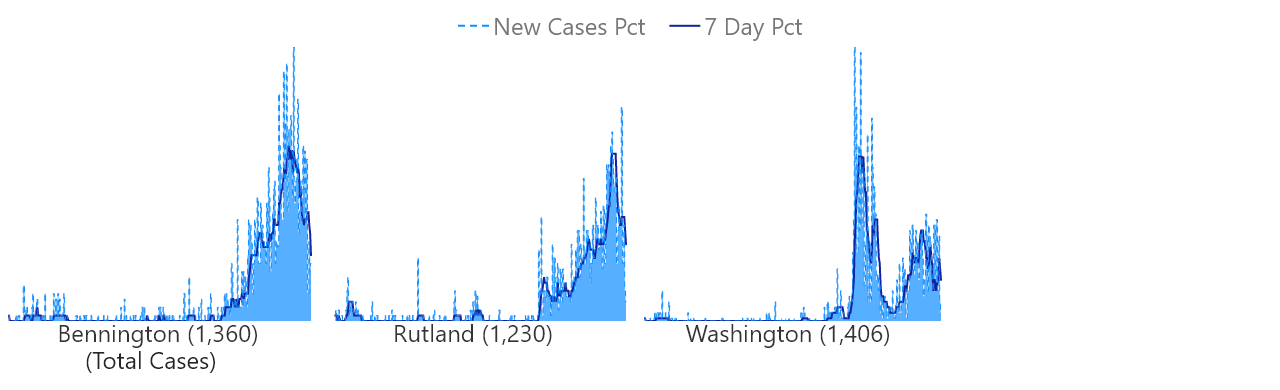 New Cases Pct 7 Day Pct
Bennington (1,360) Rutland (1,230) Washington (1,406)
(Total Cases)